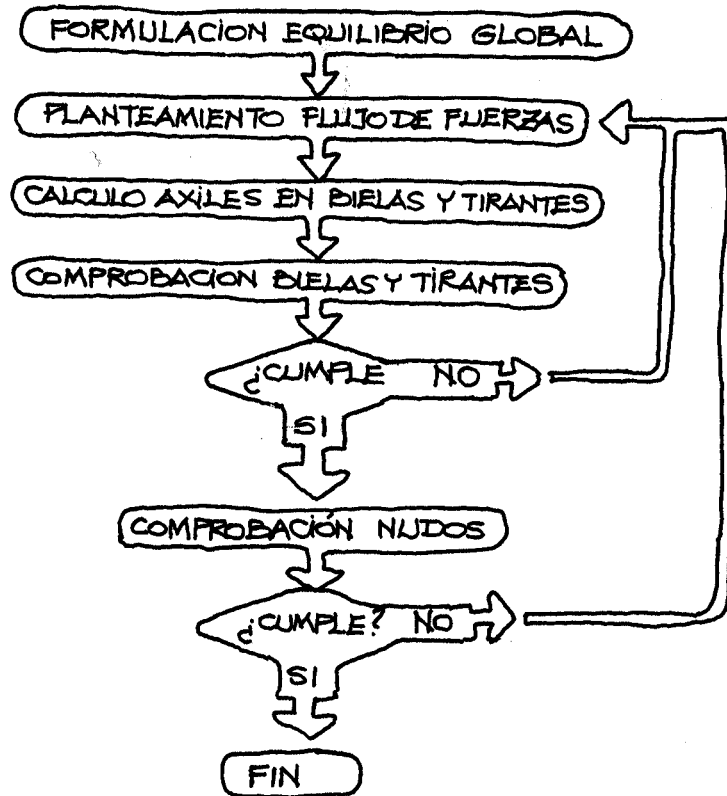 FORMULACION EQUILIBRIO GLOBAL
PLANTEAMIENTO FLUJO DE FUERZAS
CALCULO AXILES EN BIELAS Y TIRANTES
COMPROBACION BIELAS Y TIRANTES
¿CUMPLE NO
SI
COMPROBACIÓN NUDOS
¿CUMPLE? NO
SI
FIN